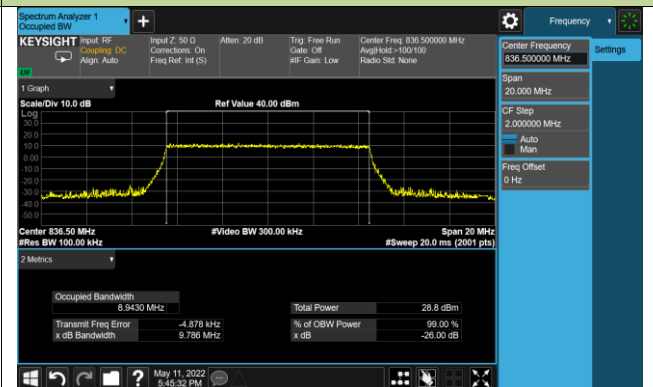 Spectrum Analyzer 1
Occupied BW
Frequency
KEYSIGHT
Input: RF
Coupling: DC
Align: Auto
Input Z: 50 Ω
Corrections: On
Freq Ref: Int (S)
Atten: 20 dB
Trig: Free Run
Gate: Off
#IF Gain: Low
Center Freq: 836.500000 MHz
Avg|Hold:>100/100
Radio Std: None
Center Frequency
836.500000 MHz
Settings
Span
20.000 MHz
CF Step
2.000000 MHz
Auto
Man
Freq Offset
0 Hz
1 Graph
Scale/Div 10.0 dB
Ref Value 40.00 dBm
Log
30.0
20.0
10.0
0.00
-10.0
-20.0
-30.0
-40.0
-50.0
Center 836.50 MHz
#Video BW 300.00 kHz
Span 20 MHz
#Res BW 100.00 kHz
#Sweep 20.0 ms (2001 pts)
2 Metrics
Occupied Bandwidth
8.9430 MHz
Total Power
28.8 dBm
Transmit Freq Error
-4.878 kHz
% of OBW Power
99.00 %
x dB Bandwidth
9.786 MHz
x dB
-26.00 dB
May 11, 2022
5:45:32 PM